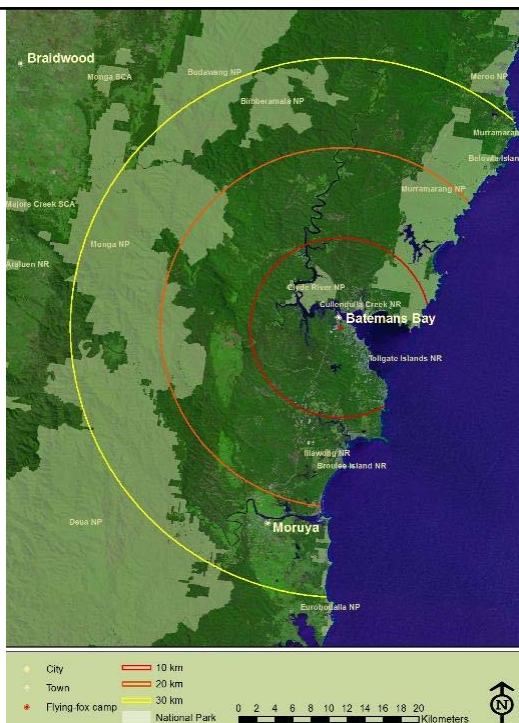 Braidwood
Monga SCA
Budawang NP
Bimberamala NP
Meroo NP
Murramaran
Belowla Islan
Murramarang NP
Majors Creek SCA
Monga NP
Araluen NR
Clyde River NP
Cullendulla Creek NR
Batemans Bay
Tollgate Islands NR
Illawong NR
Broulee Island NR
Deua NP
Moruya
Eurobodalla NP
City
Town
Flying-fox camp
10 km
20 km
30 km
National Park
0 2 4 6 8 10 12 14 16 18 20
Kilometers
N